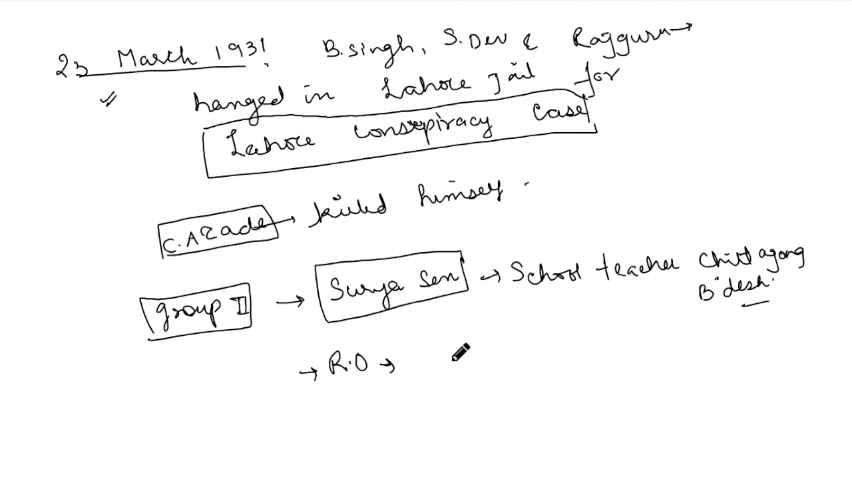 23 March 1931 B.Singh, S.Dev & Rajguru →
hanged in Lahore Jail for
Lahore Conspiracy Case
C.Azade → killed himself.
Group II → Surya Sen → School teacher Chittagong
B'desh.
→ R.O →